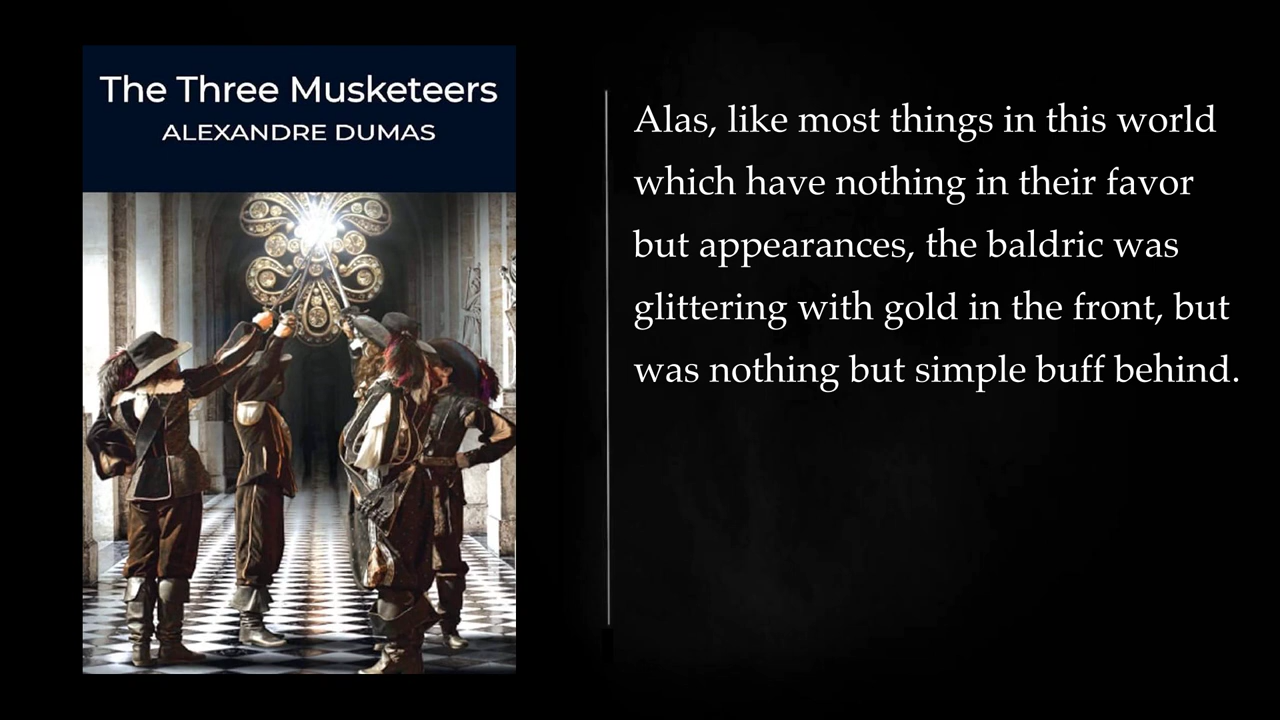 The Three Musketeers
ALEXANDRE DUMAS
Alas, like most things in this world
which have nothing in their favor
but appearances, the baldric was
glittering with gold in the front, but
was nothing but simple buff behind.